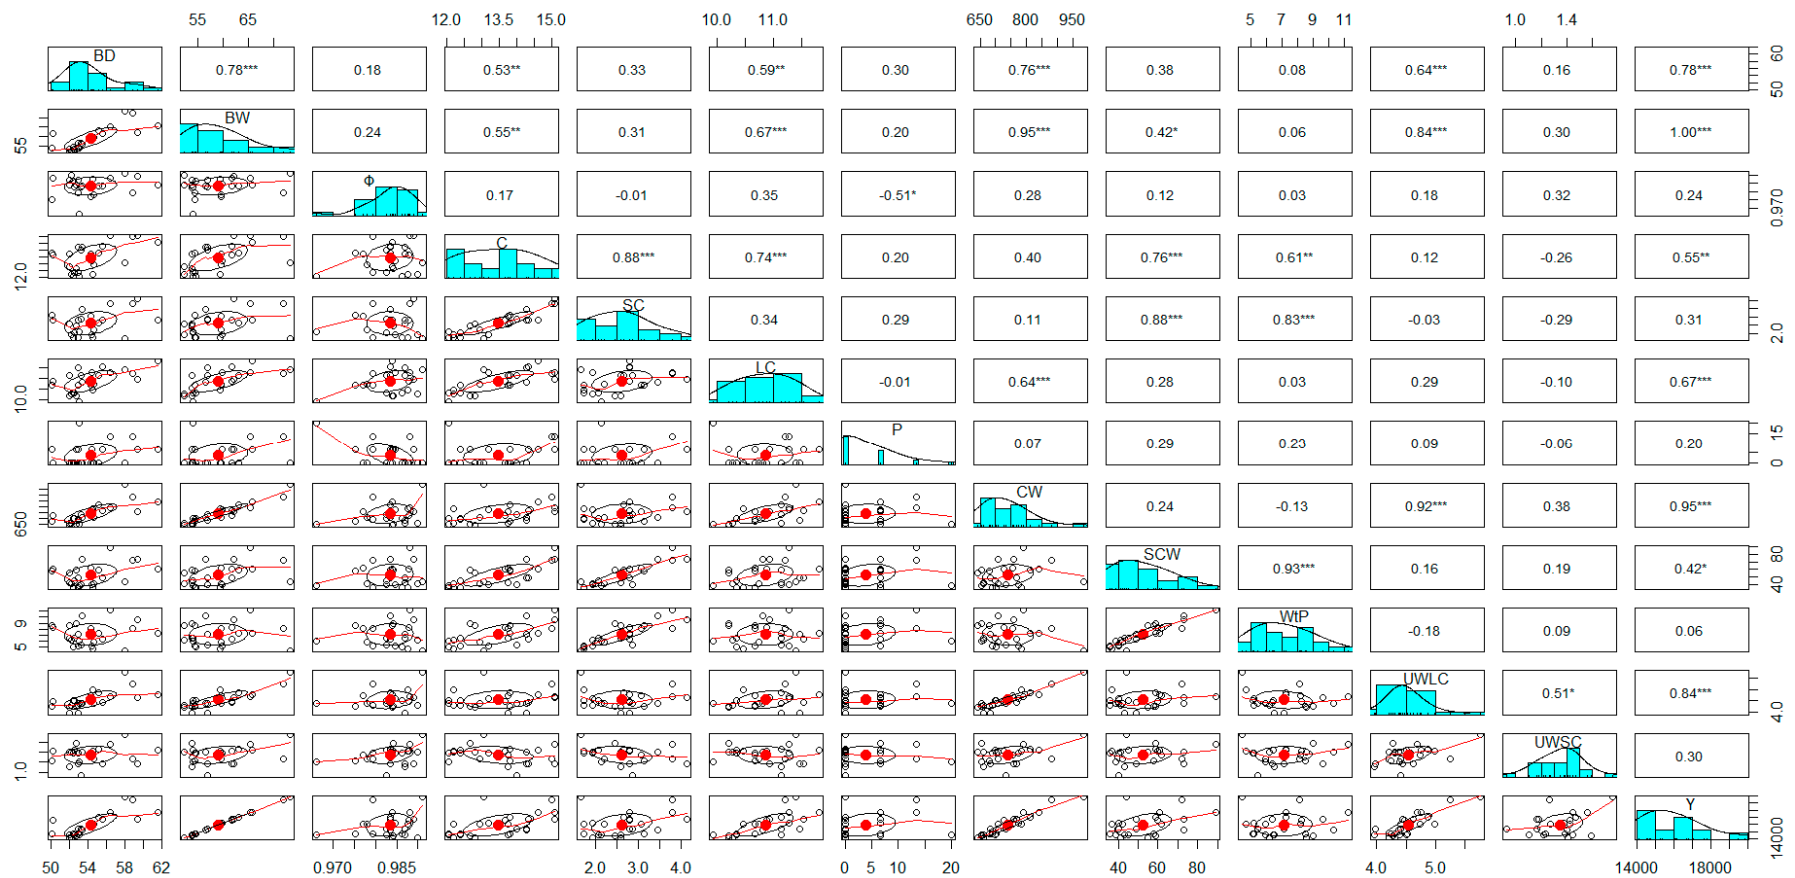 55 65 12.0 13.5 15.0 10.0 11.0 650 800 950 5 7 9 11 1.0 1.4
BD 0.78*** 0.18 0.53** 0.33 0.59** 0.30 0.76*** 0.38 0.08 0.64*** 0.16 0.78*** 50 60
55 BW 0.24 0.55** 0.31 0.67*** 0.20 0.95*** 0.42* 0.06 0.84*** 0.30 1.00***
Φ 0.17 -0.01 0.35 -0.51* 0.28 0.12 0.03 0.18 0.32 0.24 0.970
12.0 C 0.88*** 0.74*** 0.20 0.40 0.76*** 0.61** 0.12 -0.26 0.55**
SC 0.34 0.29 0.11 0.88*** 0.83*** -0.03 -0.29 0.31 2.0
10.0 LC -0.01 0.64*** 0.28 0.03 0.29 -0.10 0.67***
P 0.07 0.29 0.23 0.09 -0.06 0.20 0 15
650 CW 0.24 -0.13 0.92*** 0.38 0.95***
SCW 0.93*** 0.16 0.19 0.42* 40 80
5 9 WtP -0.18 0.09 0.06
UWLC 0.51* 0.84*** 4.0
1.0 UWSC 0.30
Y 14000
50 54 58 62 0.970 0.985 2.0 3.0 4.0 0 5 10 20 40 60 80 4.0 5.0 14000 18000